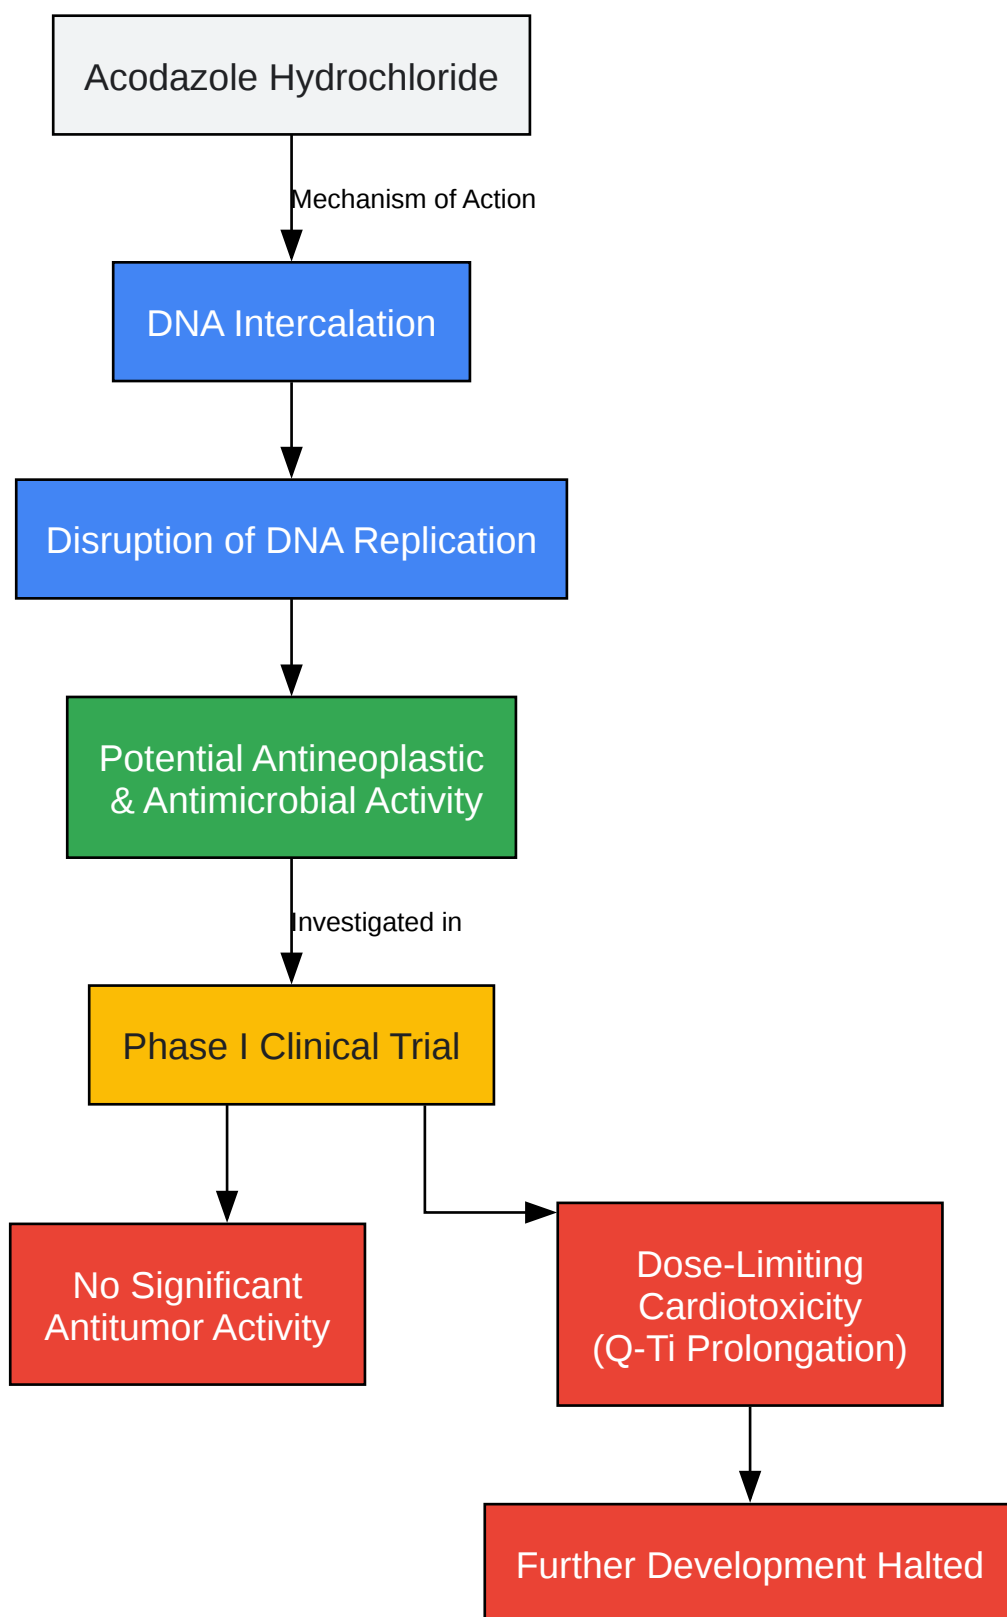 Acodazole Hydrochloride
Mechanism of Action
DNA Intercalation
Disruption of DNA Replication
Potential Antineoplastic
& Antimicrobial Activity
Investigated in
Phase I Clinical Trial
No Significant
Antitumor Activity
Dose-Limiting
Cardiotoxicity
(Q-Ti Prolongation)
Further Development Halted